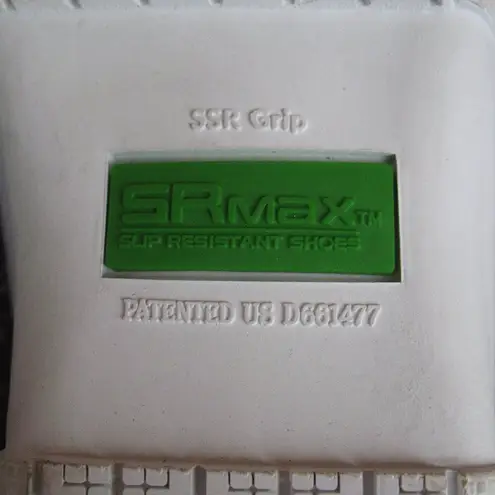 SSR Grip
SRMAX™
SLIP RESISTANT SHOES
PATENTED US D661477